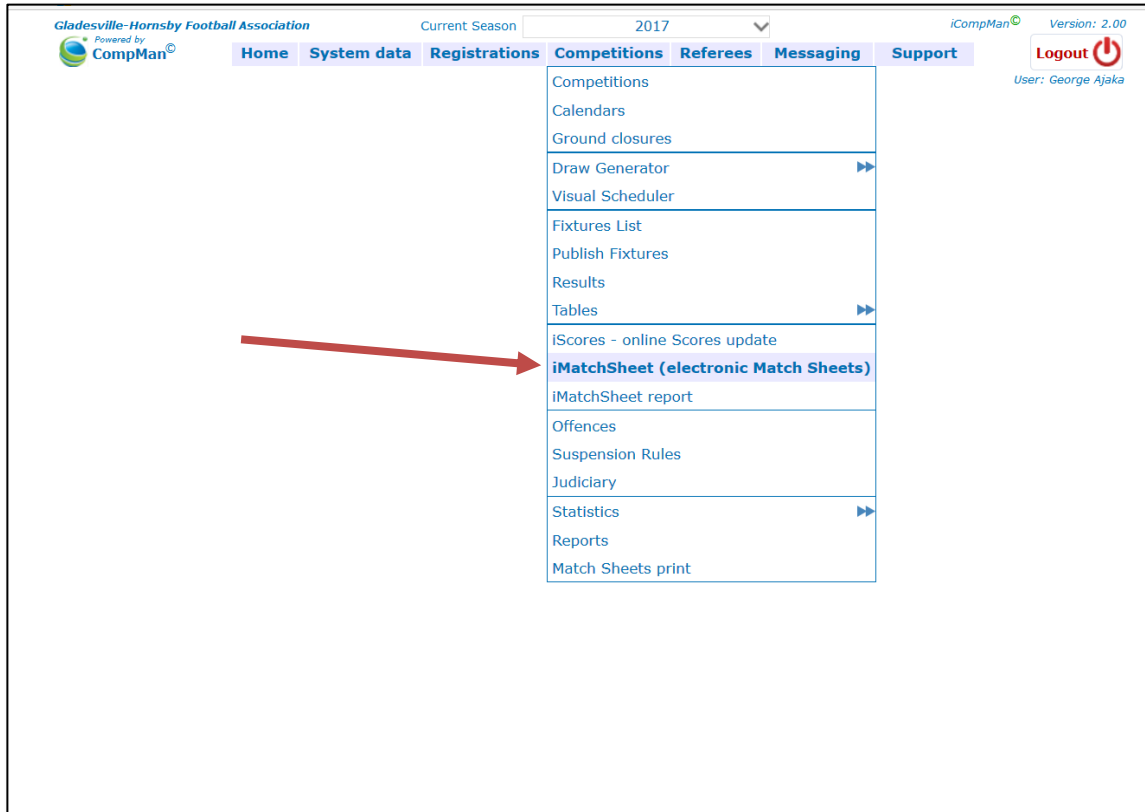 Gladesville-Hornsby Football Association Current Season 2017 iCompMan© Version: 2.00
Powered by
CompMan©
Home System data Registrations Competitions Referees Messaging Support Logout
User: George Ajaka
Competitions
Calendars
Ground closures
Draw Generator
Visual Scheduler
Fixtures List
Publish Fixtures
Results
Tables
iScores - online Scores update
iMatchSheet (electronic Match Sheets)
iMatchSheet report
Offences
Suspension Rules
Judiciary
Statistics
Reports
Match Sheets print